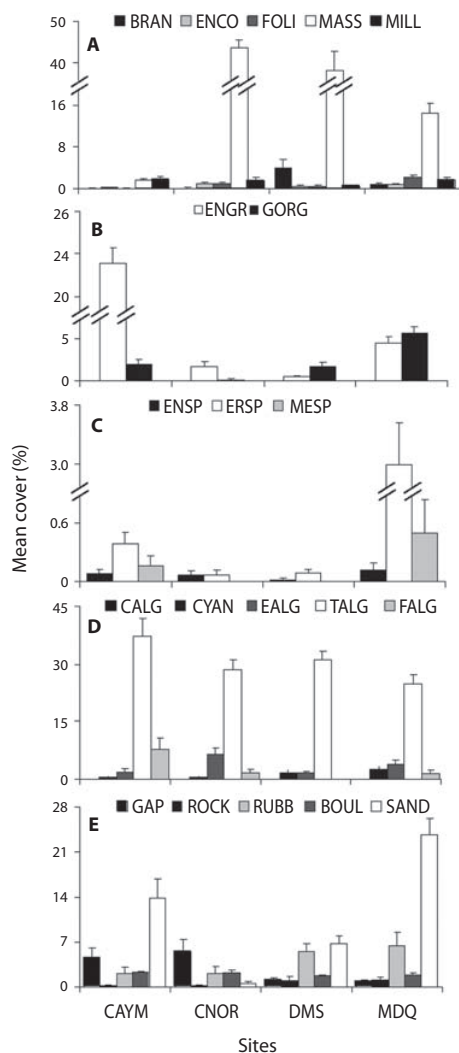 50
A BRAN ENCO FOLI MASS MILL
40
16
8
0
26
B ENGR GORG
24
20
5
0
3.8
C ENSP ERSP MESP
3.0
0.6
0
Mean cover (%)
45
D CALG CYAN EALG TALG FALG
30
15
0
28
E GAP ROCK RUBB BOUL SAND
21
14
7
0
CAYM CNOR DMS MDQ
Sites